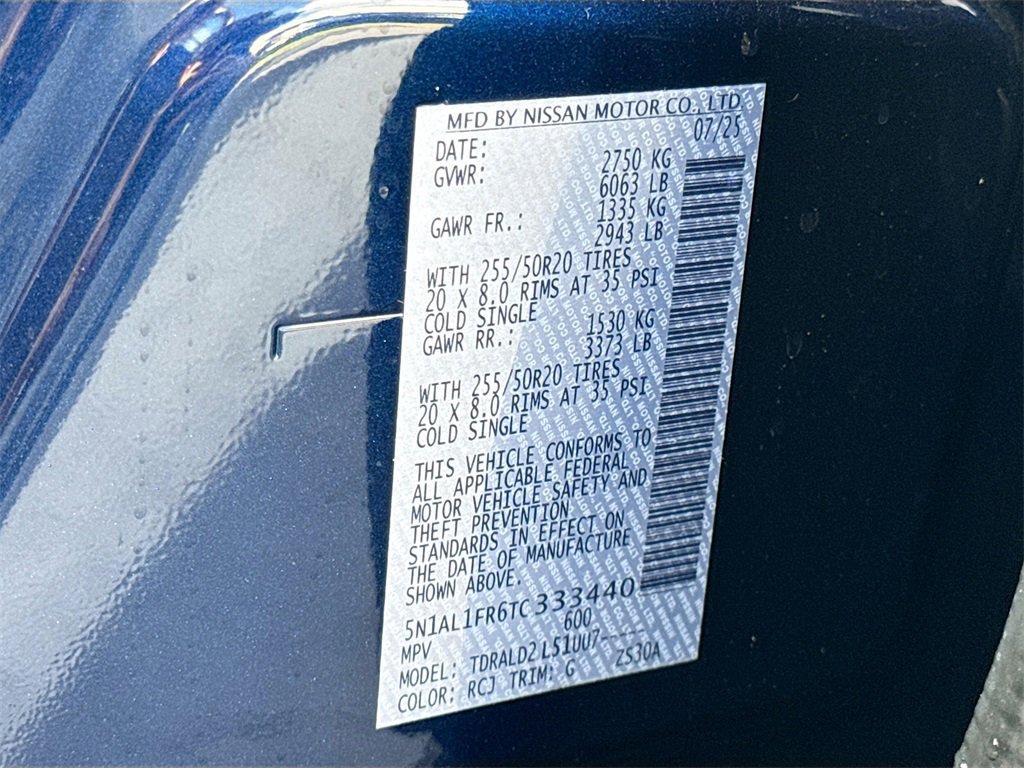 MFD BY NISSAN MOTOR CO., LTD.
DATE: 07/25
GVWR: 2750 KG
6063 LB
GAWR FR.: 1335 KG
2943 LB
WITH 255/50R20 TIRES
20 X 8.0 RIMS AT 35 PSI
COLD SINGLE
GAWR RR.: 1530 KG
3373 LB
WITH 255/50R20 TIRES
20 X 8.0 RIMS AT 35 PSI
COLD SINGLE
THIS VEHICLE CONFORMS TO
ALL APPLICABLE FEDERAL
MOTOR VEHICLE SAFETY AND
THEFT PREVENTION
STANDARDS IN EFFECT ON
THE DATE OF MANUFACTURE
SHOWN ABOVE.
5N1AL1FR6TC333440
MPV 600
MODEL: TDRALD2L51UU7-----
COLOR: RCJ TRIM: G ZS30A